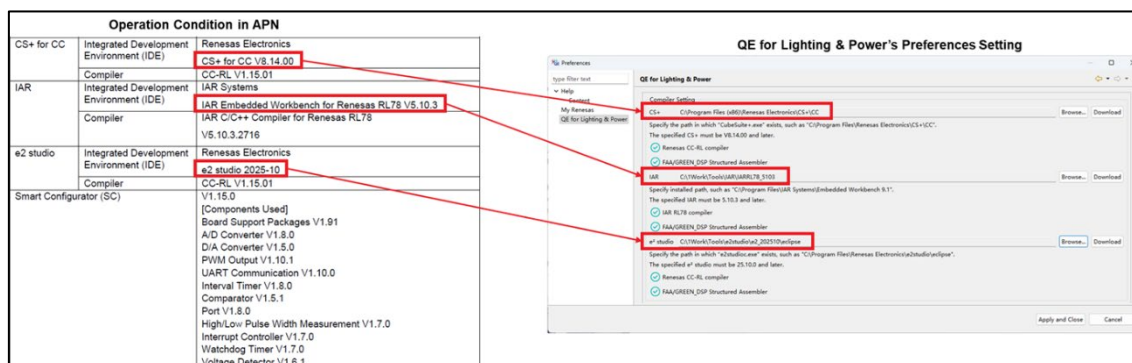 Operation Condition in APN
CS+ for CC
Integrated Development Environment (IDE)
Renesas Electronics
CS+ for CC V8.14.00
Compiler
CC-RL V1.15.01
IAR
Integrated Development Environment (IDE)
IAR Systems
IAR Embedded Workbench for Renesas RL78 V5.10.3
Compiler
IAR C/C++ Compiler for Renesas RL78
V5.10.3.2716
e2 studio
Integrated Development Environment (IDE)
Renesas Electronics
e2 studio 2025-10
Compiler
CC-RL V1.15.01
Smart Configurator (SC)
V1.15.0
[Components Used]
Board Support Packages V1.91
A/D Converter V1.8.0
D/A Converter V1.5.0
PWM Output V1.10.1
UART Communication V1.10.0
Interval Timer V1.8.0
Comparator V1.5.1
Port V1.8.0
High/Low Pulse Width Measurement V1.7.0
Interrupt Controller V1.7.0
Watchdog Timer V1.7.0
Voltage Detector V1.6.1
QE for Lighting & Power's Preferences Setting
Preferences
type filter text
Help
Content
My Renesas
QE for Lighting & Power
QE for Lighting & Power
Compiler Setting
CS+ C:\Program Files (x86)\Renesas Electronics\CS+\CC
Browse... Download
Specify the path in which "CubeSuite+.exe" exists, such as "C:\Program Files\Renesas Electronics\CS+\CC".
The specified CS+ must be V8.14.00 and later.
Renesas CC-RL compiler
FAA/GREEN_DSP Structured Assembler
IAR C:\1Work\Tools\IAR\IARRL78_5103
Browse... Download
Specify installed path, such as "C:\Program Files\IAR Systems\Embedded Workbench 9.1".
The specified IAR must be 5.10.3 and later.
IAR RL78 compiler
FAA/GREEN_DSP Structured Assembler
e² studio C:\1Work\Tools\e2studio\e2_202510\eclipse
Browse... Download
Specify the path in which "e2studioc.exe" exists, such as "C:\Program Files\Renesas Electronics\e2studio\eclipse".
The specified e² studio must be 25.10.0 and later.
Renesas CC-RL compiler
FAA/GREEN_DSP Structured Assembler
Apply and Close Cancel